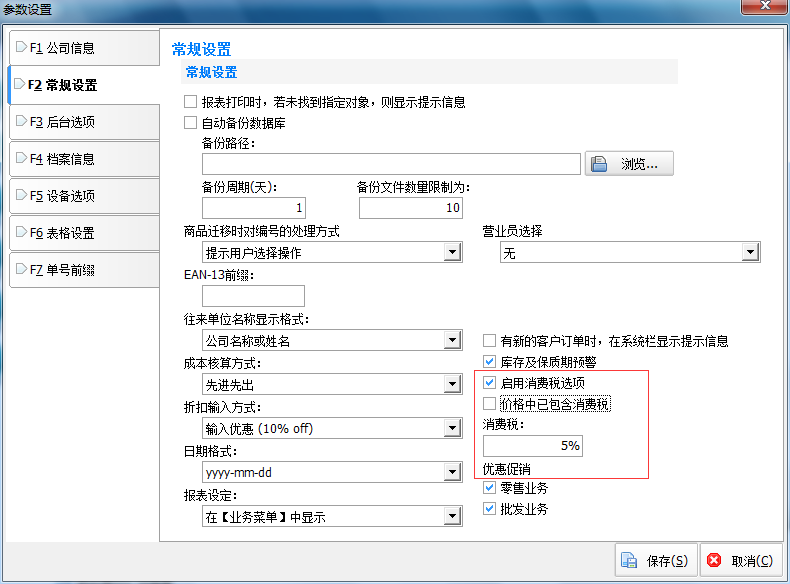 参数设置
F1 公司信息
F2 常规设置
F3 后台选项
F4 档案信息
F5 设备选项
F6 表格设置
F7 单号前缀
常规设置
常规设置
报表打印时，若未找到指定对象，则显示提示信息
自动备份数据库
备份路径：
浏览...
备份周期(天)： 备份文件数量限制为：
1 10
商品迁移时对编号的处理方式 营业员选择
提示用户选择操作 无
EAN-13前缀：
往来单位名称显示格式：
公司名称或姓名 有新的客户订单时，在系统栏显示提示信息
成本核算方式： 库存及保质期预警
先进先出 启用消费税选项
折扣输入方式： 价格中已包含消费税
输入优惠 (10% off) 消费税：
5%
日期格式：
yyyy-mm-dd 优惠促销
报表设定： 零售业务
在【业务菜单】中显示 批发业务
保存(S) 取消(C)